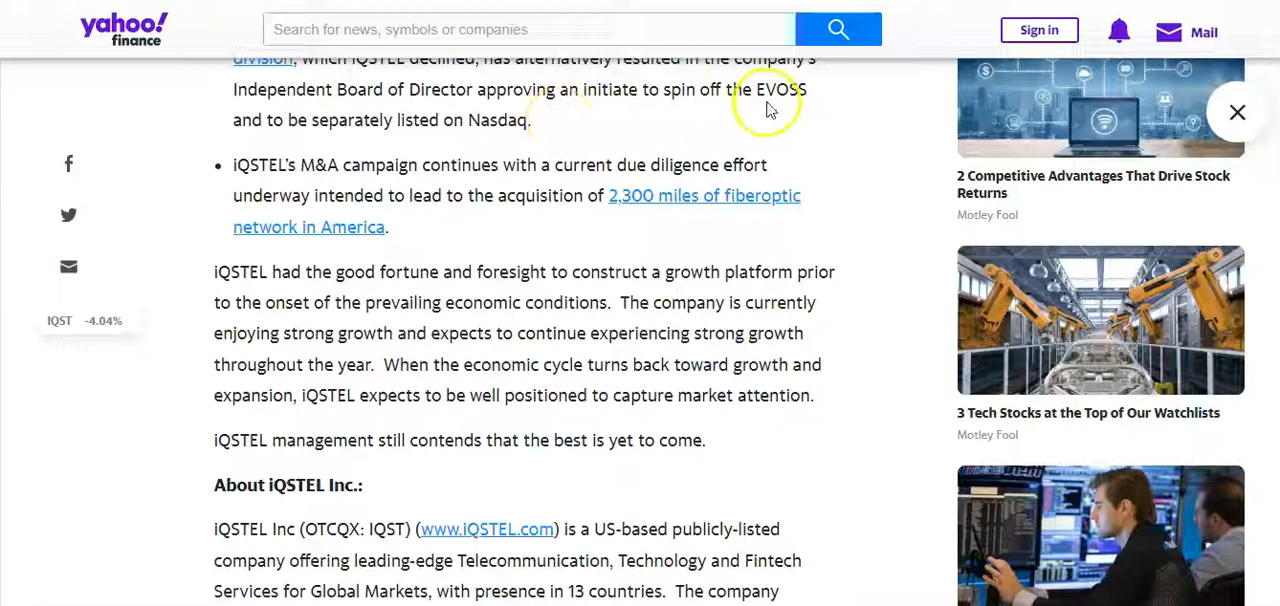 yahoo!
finance
Search for news, symbols or companies
Sign in
Mail
division, which iQSTEL declined, has alternatively resulted in the company's
Independent Board of Director approving an initiate to spin off the EVOSS
and to be separately listed on Nasdaq.
• iQSTEL's M&A campaign continues with a current due diligence effort
underway intended to lead to the acquisition of 2,300 miles of fiberoptic
network in America.
iQSTEL had the good fortune and foresight to construct a growth platform prior
to the onset of the prevailing economic conditions. The company is currently
enjoying strong growth and expects to continue experiencing strong growth
throughout the year. When the economic cycle turns back toward growth and
expansion, iQSTEL expects to be well positioned to capture market attention.
iQSTEL management still contends that the best is yet to come.
About iQSTEL Inc.:
iQSTEL Inc (OTCQX: IQST) (www.iQSTEL.com) is a US-based publicly-listed
company offering leading-edge Telecommunication, Technology and Fintech
Services for Global Markets, with presence in 13 countries. The company
IQST -4.04%
2 Competitive Advantages That Drive Stock
Returns
Motley Fool
3 Tech Stocks at the Top of Our Watchlists
Motley Fool